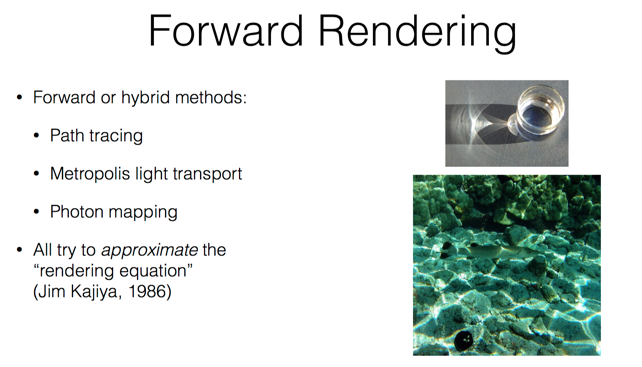 Forward Rendering
• Forward or hybrid methods:
• Path tracing
• Metropolis light transport
• Photon mapping
• All try to approximate the
“rendering equation”
(Jim Kajiya, 1986)